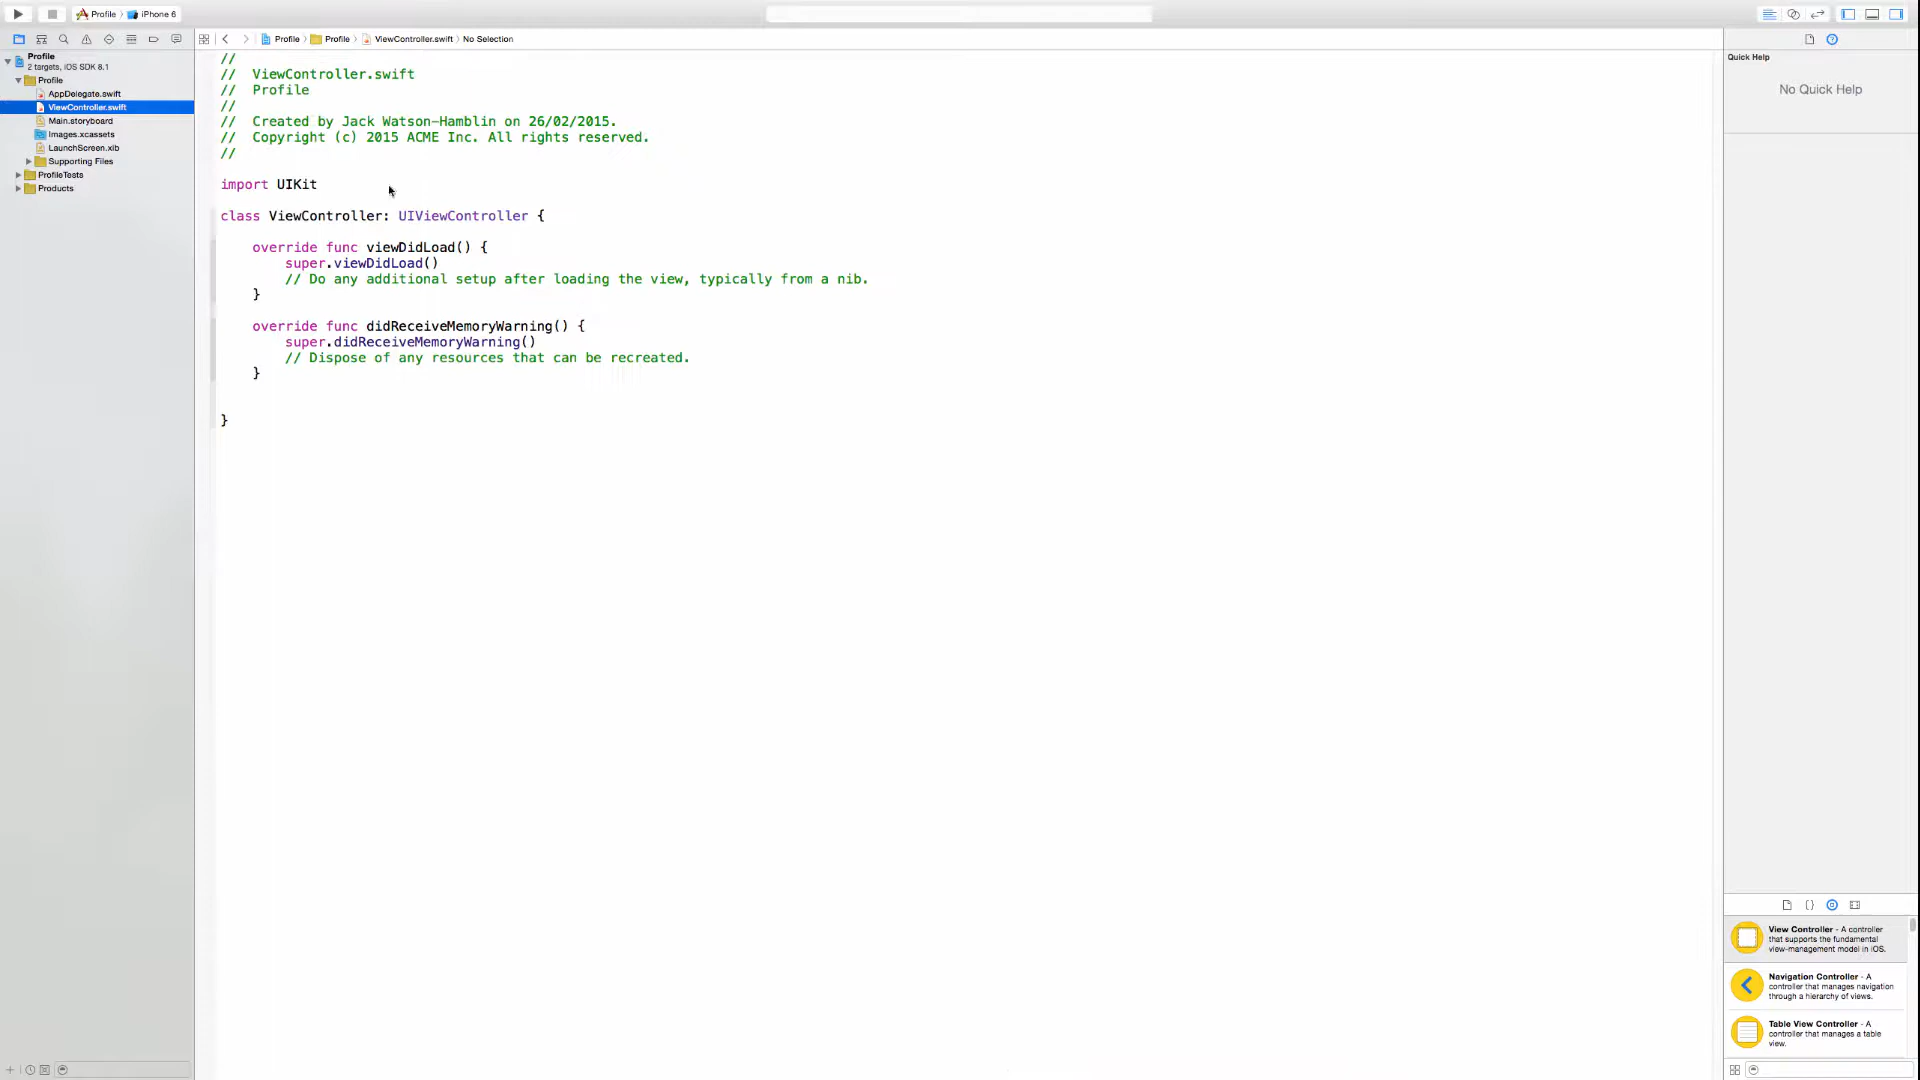 Profile iPhone 6
Profile Profile ViewController.swift No Selection
Profile
2 targets, iOS SDK 8.1
Profile
AppDelegate.swift
ViewController.swift
Main.storyboard
Images.xcassets
LaunchScreen.xib
Supporting Files
ProfileTests
Products
//
// ViewController.swift
// Profile
//
// Created by Jack Watson-Hamblin on 26/02/2015.
// Copyright (c) 2015 ACME Inc. All rights reserved.
//
import UIKit
class ViewController: UIViewController {
override func viewDidLoad() {
super.viewDidLoad()
// Do any additional setup after loading the view, typically from a nib.
}
override func didReceiveMemoryWarning() {
super.didReceiveMemoryWarning()
// Dispose of any resources that can be recreated.
}
}
Quick Help
No Quick Help
View Controller - A controller
that supports the fundamental
view-management model in iOS.
Navigation Controller - A
controller that manages navigation
through a hierarchy of views.
Table View Controller - A
controller that manages a table
view.